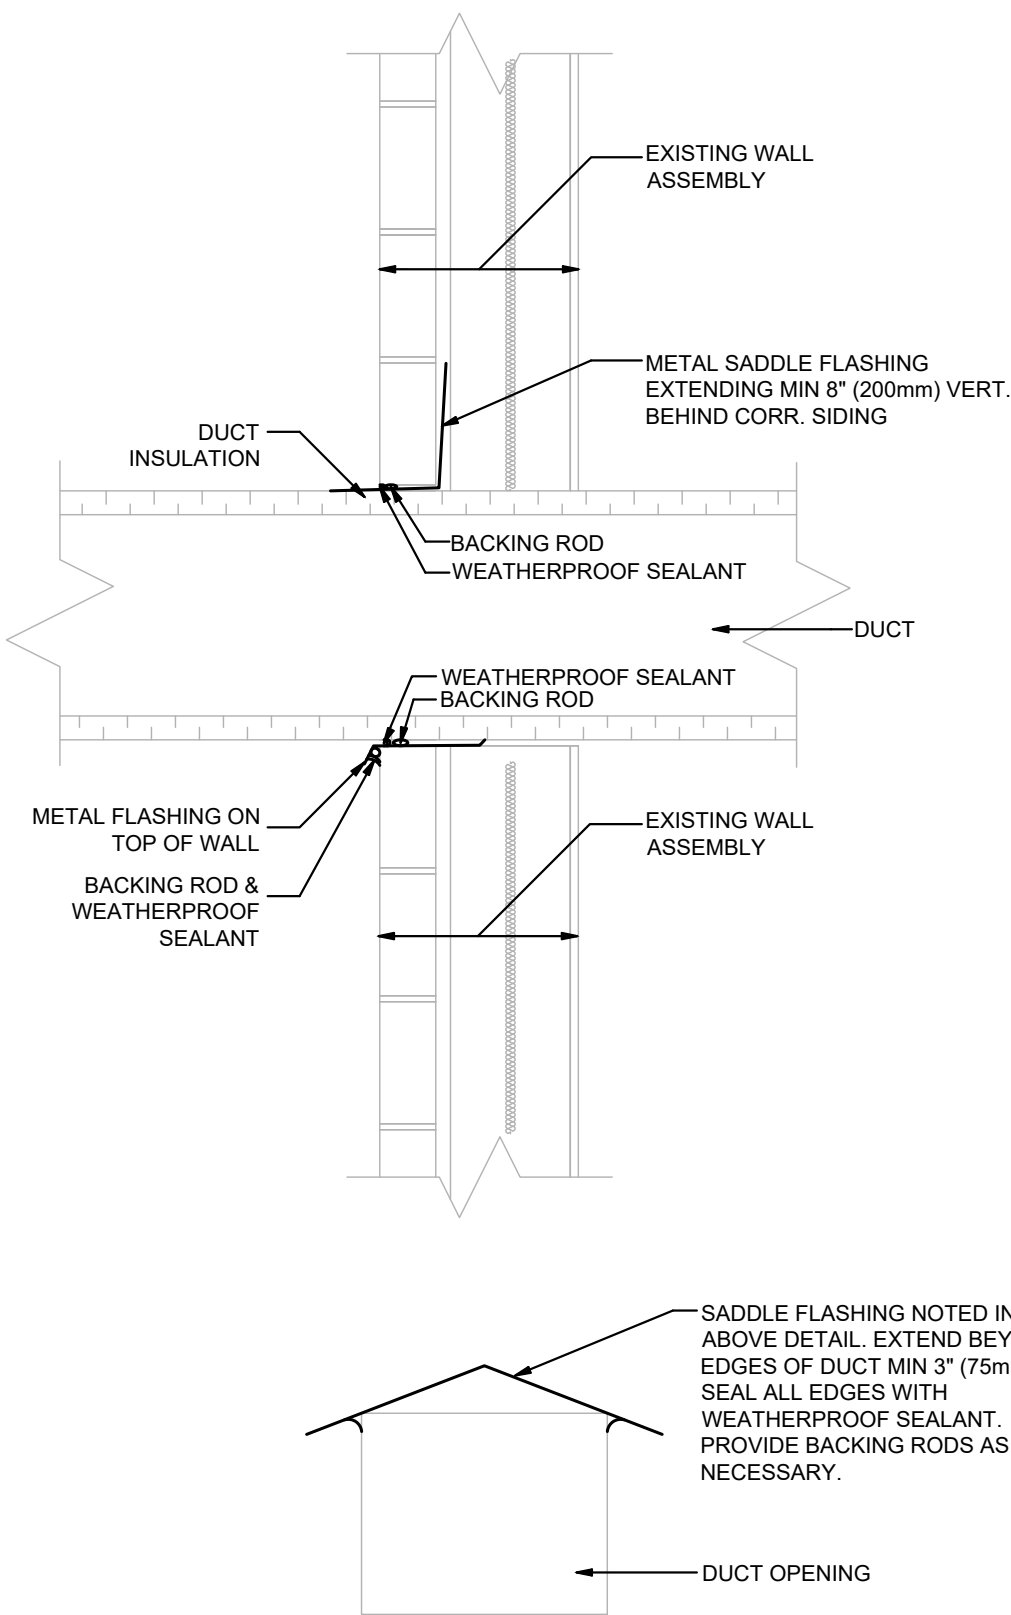 EXISTING WALL
ASSEMBLY
METAL SADDLE FLASHING
EXTENDING MIN 8" (200mm) VERT.
BEHIND CORR. SIDING
DUCT
INSULATION
BACKING ROD
WEATHERPROOF SEALANT
DUCT
WEATHERPROOF SEALANT
BACKING ROD
METAL FLASHING ON
TOP OF WALL
EXISTING WALL
ASSEMBLY
BACKING ROD &
WEATHERPROOF
SEALANT
SADDLE FLASHING NOTED IN
ABOVE DETAIL. EXTEND
EDGES OF DUCT MIN 3"
SEAL ALL EDGES WITH
WEATHERPROOF SEALANT.
PROVIDE BACKING RODS AS
NECESSARY.
DUCT OPENING